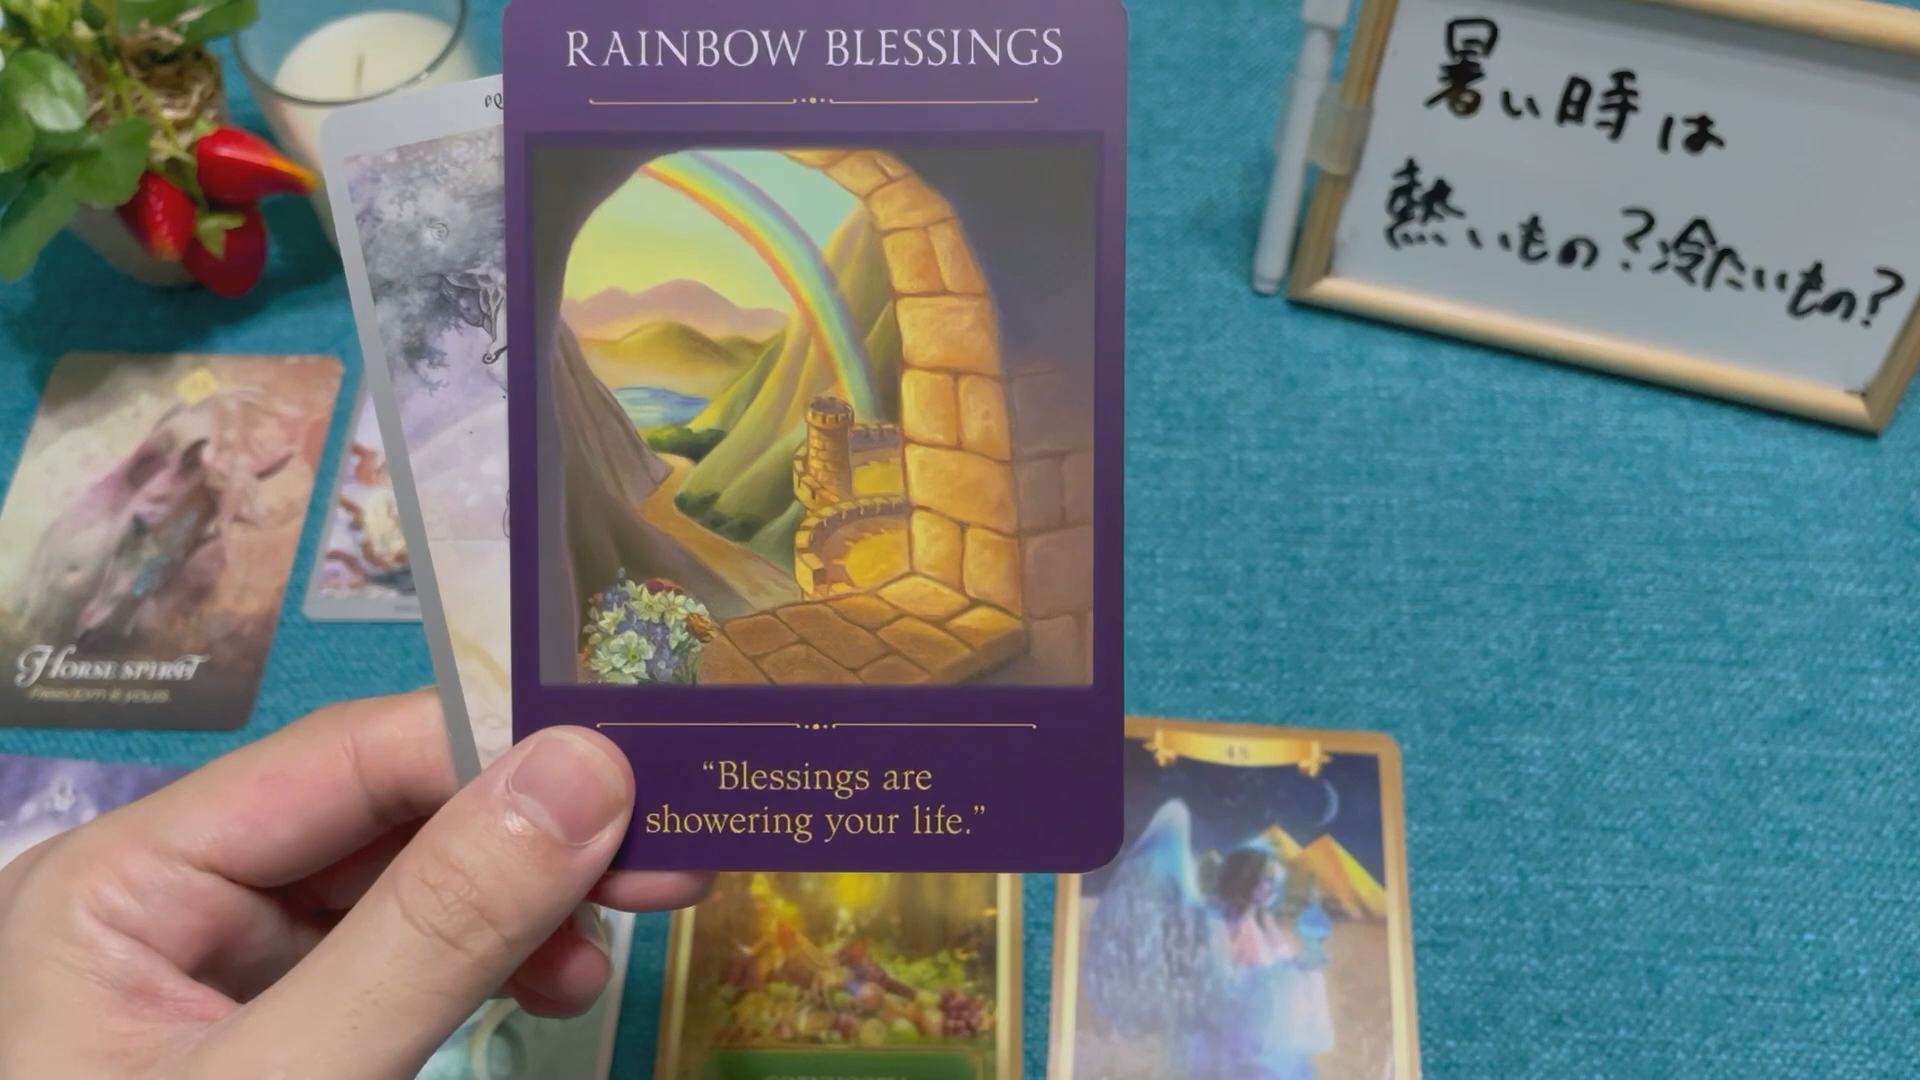 RAINBOW BLESSINGS
“Blessings are
showering your life.”
暑い時は
熱いもの?冷たいもの?
HORSE SPIRIT
FREEDOM IS YOURS.
48